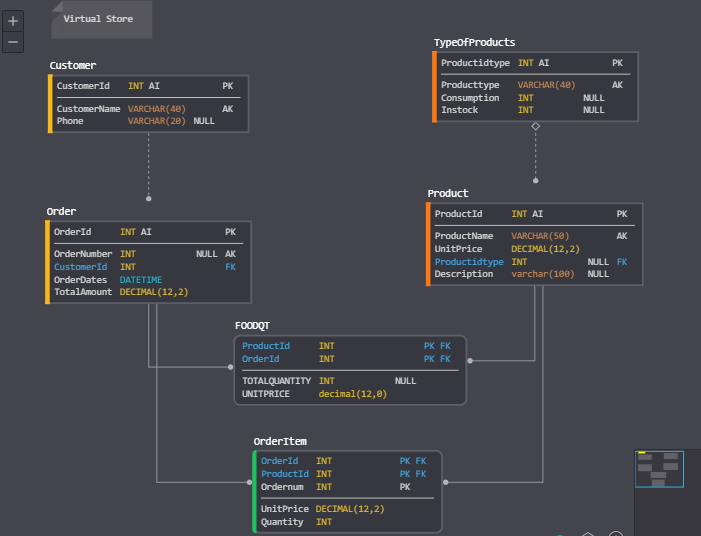 +
−
Virtual Store
Customer
CustomerId INT AI PK
CustomerName VARCHAR(40) AK
Phone VARCHAR(20) NULL
TypeOfProducts
Productidtype INT AI PK
Producttype VARCHAR(40) AK
Consumption INT NULL
Instock INT NULL
Order
OrderId INT AI PK
OrderNumber INT NULL AK
CustomerId INT FK
OrderDates DATETIME
TotalAmount DECIMAL(12,2)
Product
ProductId INT AI PK
ProductName VARCHAR(50) AK
UnitPrice DECIMAL(12,2)
Productidtype INT NULL FK
Description varchar(100) NULL
FOODQT
ProductId INT PK FK
OrderId INT PK FK
TOTALQUANTITY INT NULL
UNITPRICE decimal(12,0)
OrderItem
OrderId INT PK FK
ProductId INT PK FK
Ordernum INT PK
UnitPrice DECIMAL(12,2)
Quantity INT